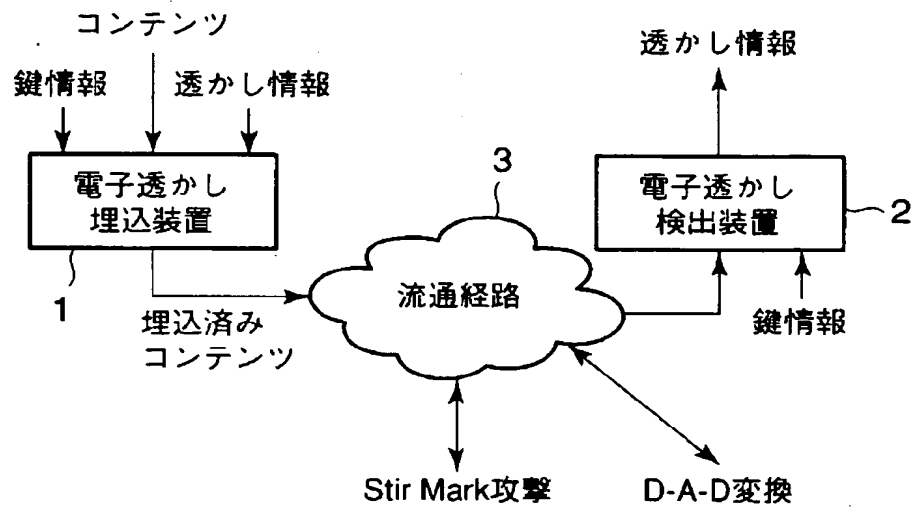 コンテンツ
鍵情報
透かし情報
電子透かし
埋込装置
1
埋込済み
コンテンツ
3
流通経路
透かし情報
電子透かし
検出装置
2
鍵情報
Stir Mark攻撃
D-A-D変換